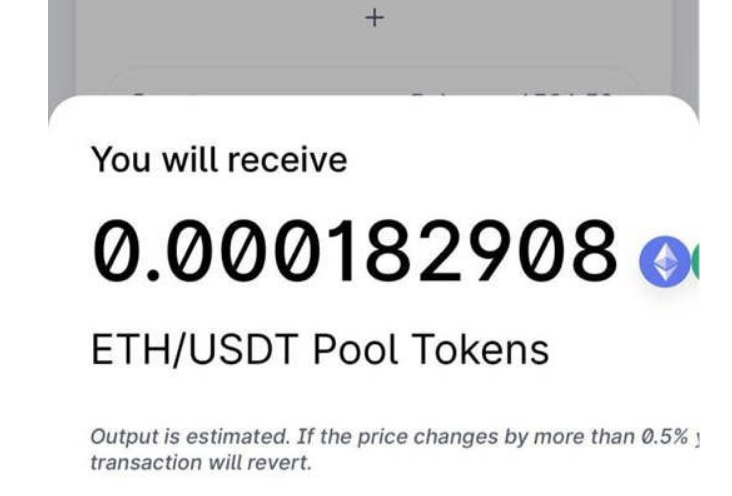 +
You will receive
0.000182908
ETH/USDT Pool Tokens
Output is estimated. If the price changes by more than 0.5%
transaction will revert.